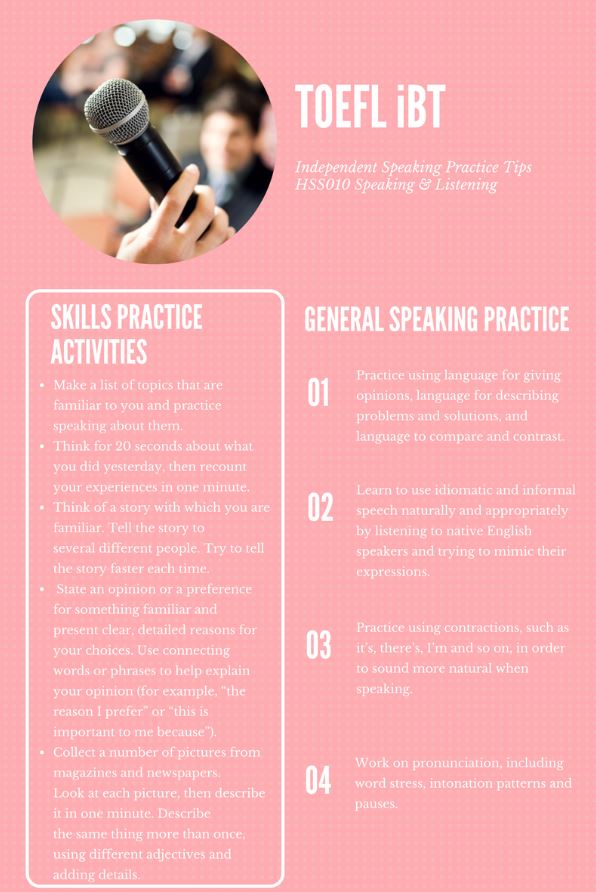 TOEFL iBT
Independent Speaking Practice Tips
HSS010 Speaking & Listening
SKILLS PRACTICE
ACTIVITIES
• Make a list of topics that are
familiar to you and practice
speaking about them.
• Think for 20 seconds about what
you did yesterday, then recount
your experiences in one minute.
• Think of a story with which you are
familiar. Tell the story to
several different people. Try to tell
the story faster each time.
• State an opinion or a preference
for something familiar and
present clear, detailed reasons for
your choices. Use connecting
words or phrases to help explain
your opinion (for example, “the
reason I prefer” or “this is
important to me because”).
• Collect a number of pictures from
magazines and newspapers.
Look at each picture, then describe
it in one minute. Describe
the same thing more than once,
using different adjectives and
adding details.
GENERAL SPEAKING PRACTICE
01
Practice using language for giving
opinions, language for describing
problems and solutions, and
language to compare and contrast.
02
Learn to use idiomatic and informal
speech naturally and appropriately
by listening to native English
speakers and trying to mimic their
expressions.
03
Practice using contractions, such as
it’s, there’s, I’m and so on, in order
to sound more natural when
speaking.
04
Work on pronunciation, including
word stress, intonation patterns and
pauses.